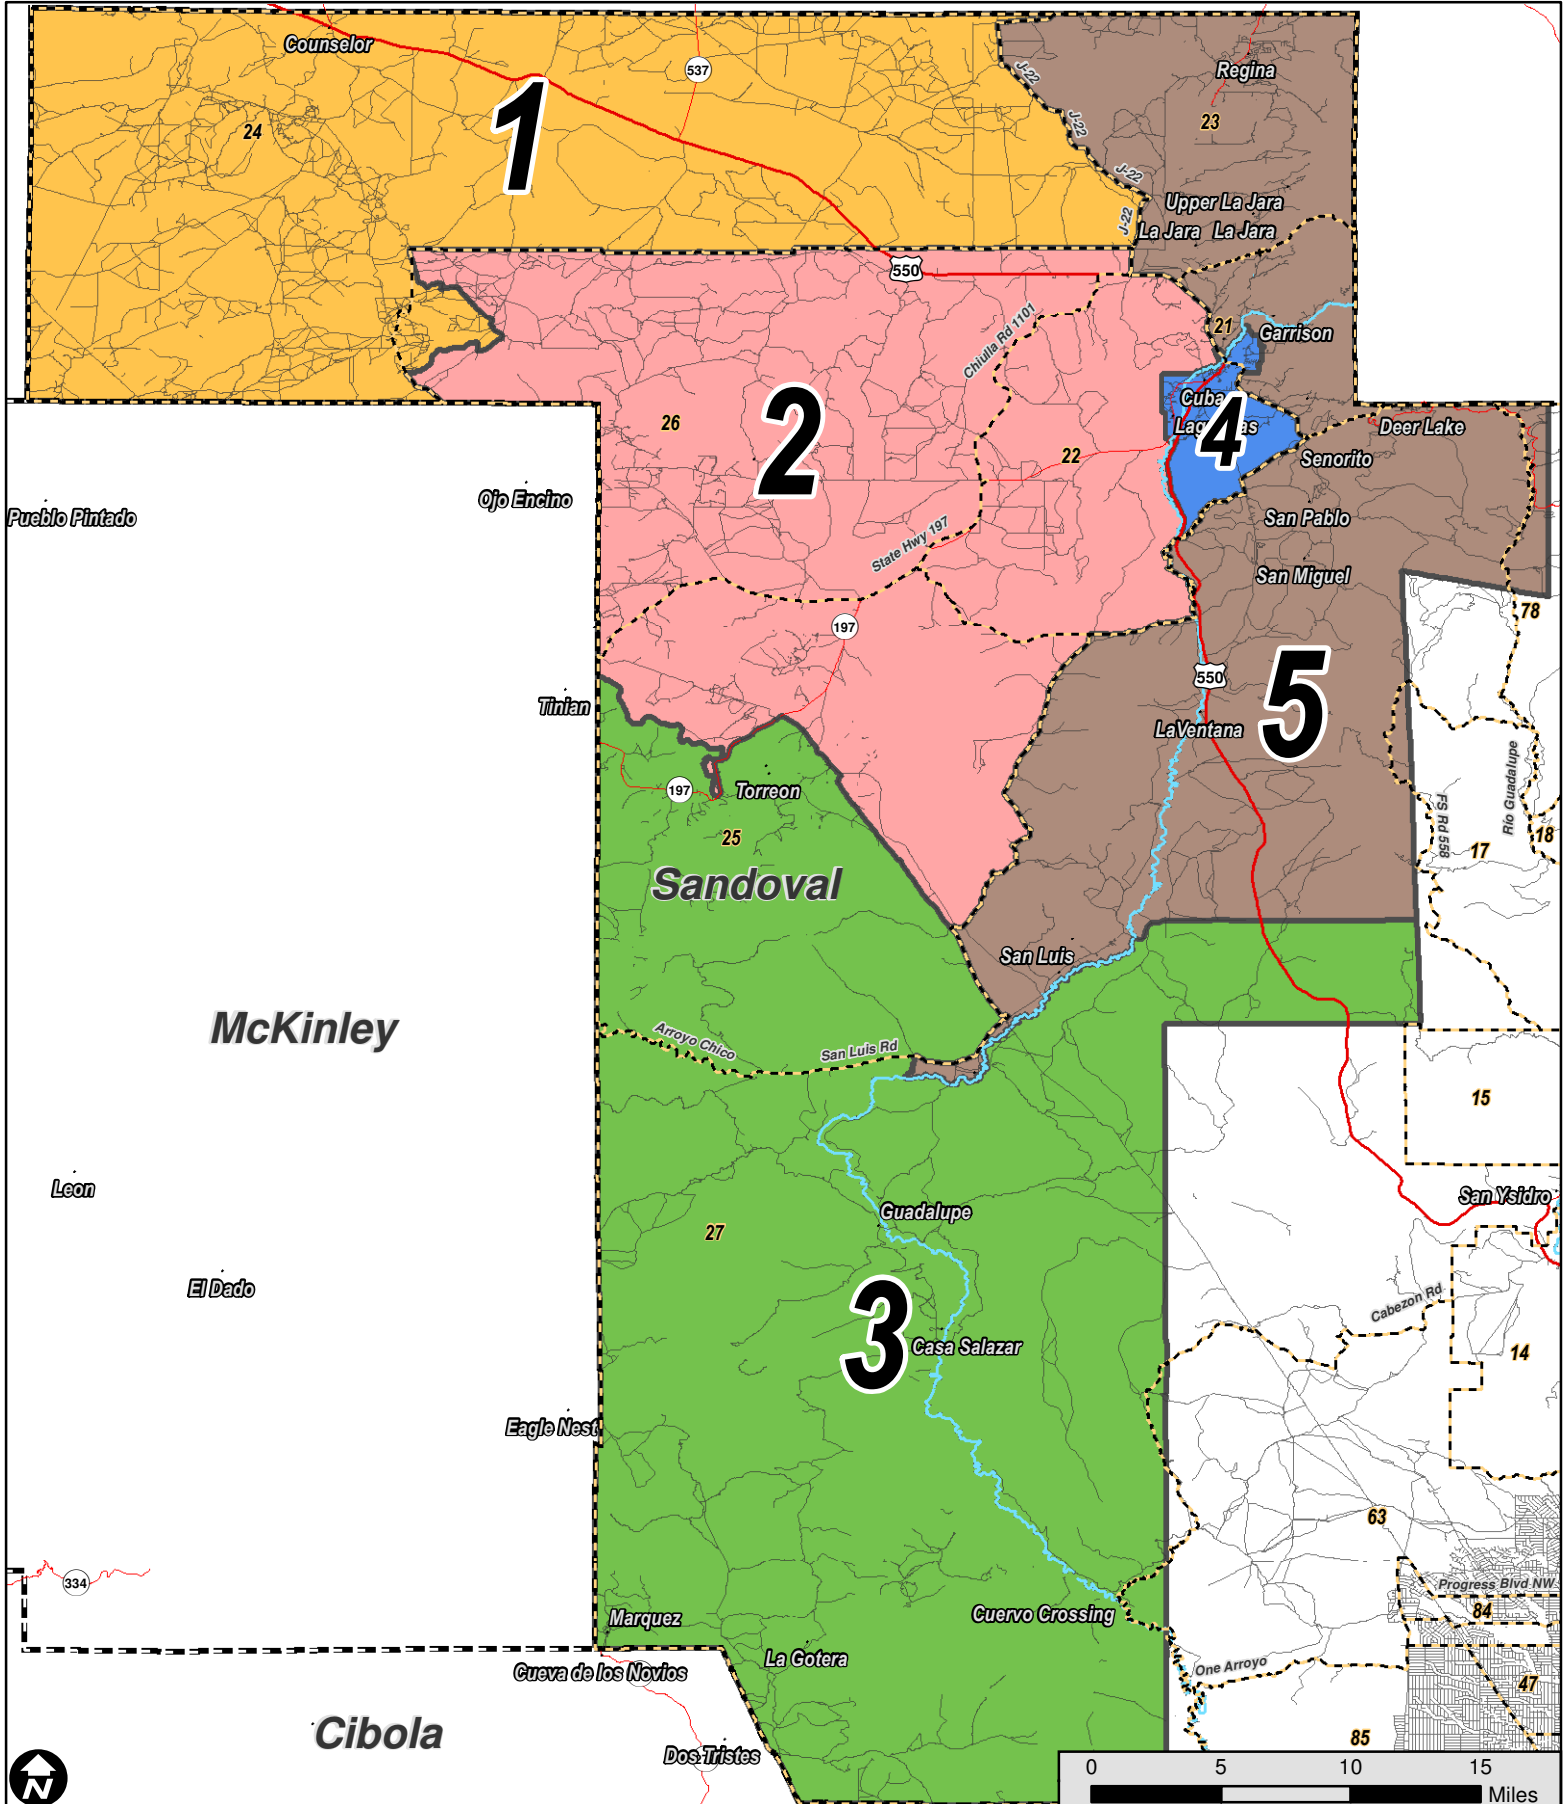 Counselor
537
J-22
Regina
24
1
J-22
23
J-22
Upper La Jara
J-22
La Jara
La Jara
550
Chiulla Rd 1101
21
Garrison
Cuba
2
26
4
Deer Lake
22
Senorito
Ojo Encino
Pueblo Pintado
San Pablo
State Hwy 197
San Miguel
78
197
550
5
Tinian
LaVentana
Rio Guadalupe
197
Torreon
FS Rd 558
25
17
18
Sandoval
San Luis
McKinley
Arroyo Chico
San Luis Rd
15
Leon
San Ysidro
Guadalupe
27
El Dado
Cabezon Rd
3
Casa Salazar
14
Eagle Nest
63
334
Progress Blvd NW
Marquez
Cuervo Crossing
84
La Gotera
One Arroyo
Cueva de los Novios
47
Cibola
85
Dos Tristes
0 5 10 15
Miles
N